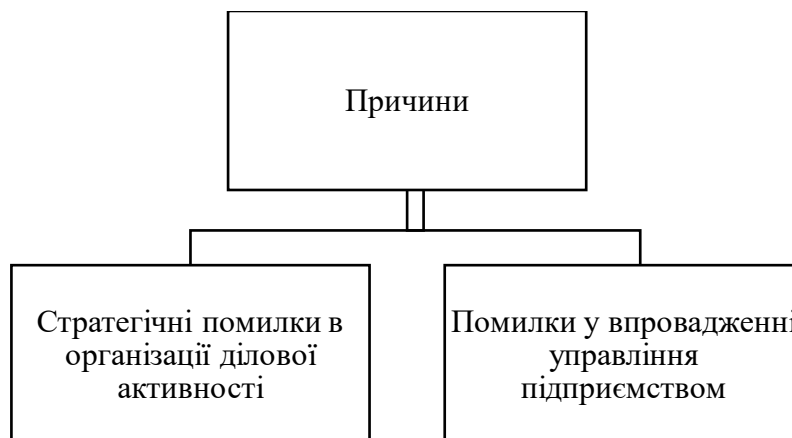 Причини
Стратегічні помилки в
організації ділової
активності
Помилки у впровадженні
управління
підприємством